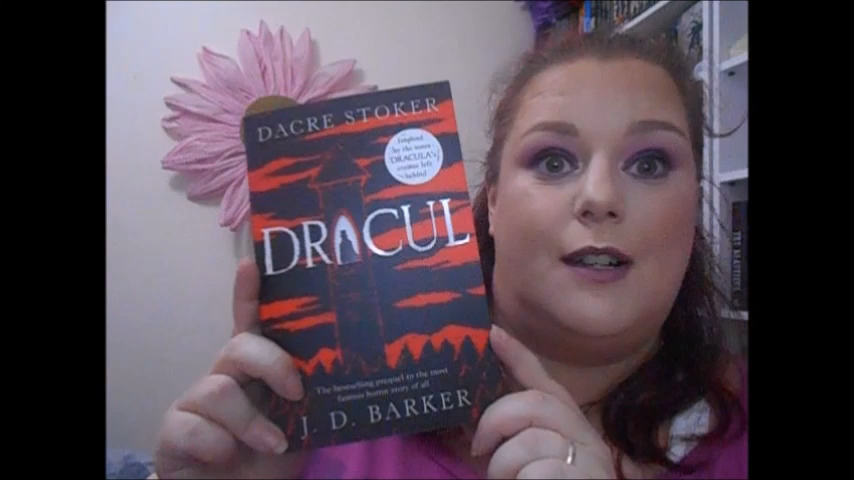 DACRE STOKER
Inspired
by the notes
DRACULA's
creator left
behind
DRACUL
The bestselling prequel to the most
famous horror story of all
J. D. BARKER